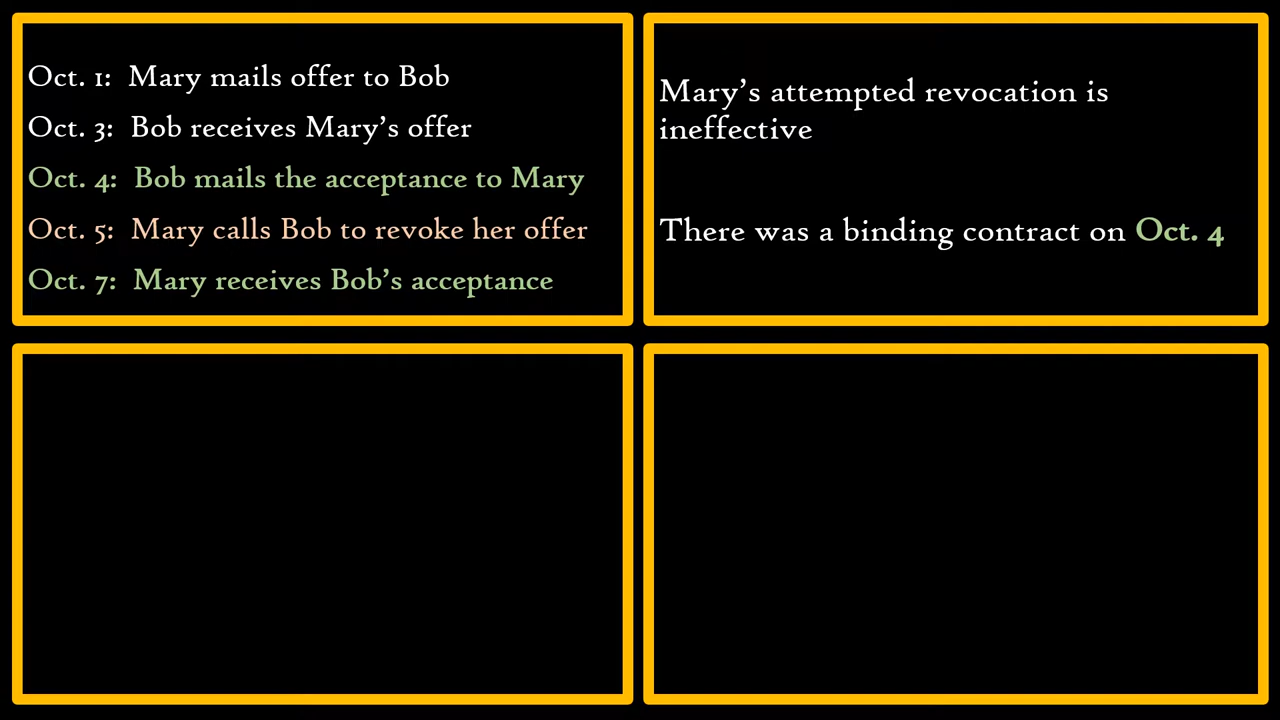 Oct. 1: Mary mails offer to Bob
Oct. 3: Bob receives Mary's offer
Oct. 4: Bob mails the acceptance to Mary
Oct. 5: Mary calls Bob to revoke her offer
Oct. 7: Mary receives Bob's acceptance
Mary's attempted revocation is
ineffective
There was a binding contract on Oct. 4